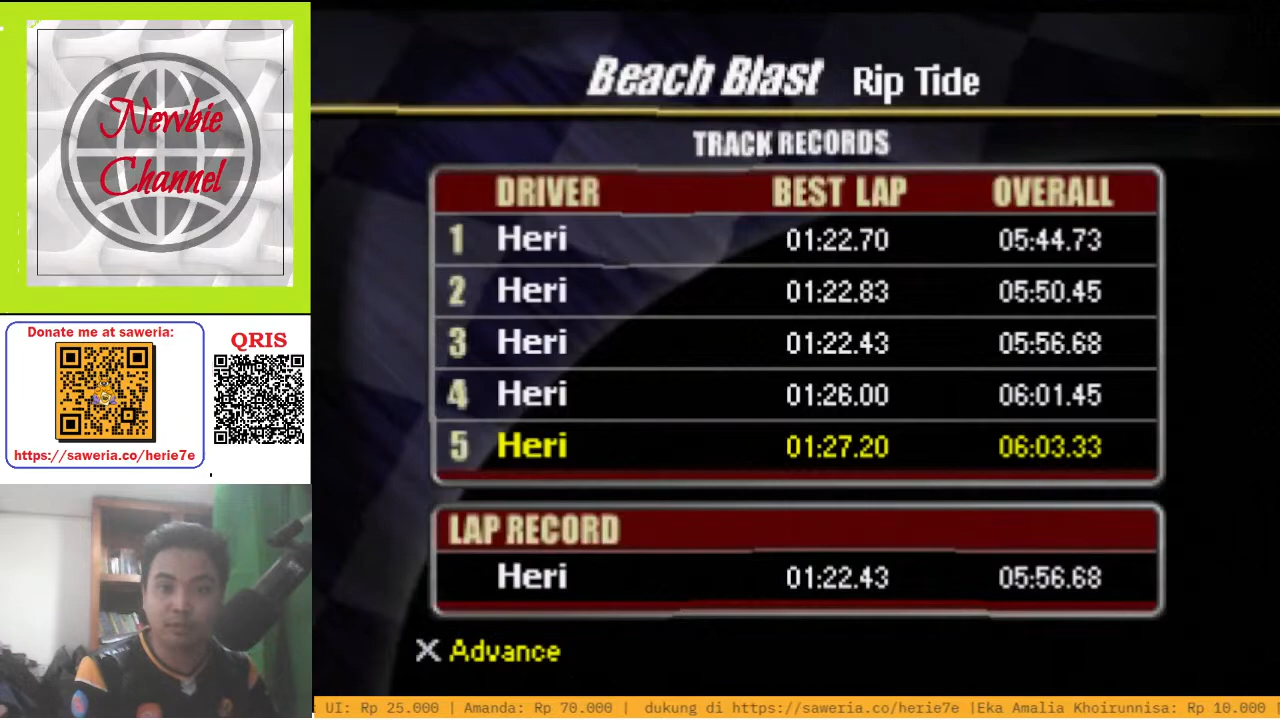 Newbie
Channel
Donate me at saweria:
QRIS
https://saweria.co/herie7e
Beach Blast Rip Tide
TRACK RECORDS
DRIVER BEST LAP OVERALL
1 Heri 01:22.70 05:44.73
2 Heri 01:22.83 05:50.45
3 Heri 01:22.43 05:56.68
4 Heri 01:26.00 06:01.45
5 Heri 01:27.20 06:03.33
LAP RECORD
Heri 01:22.43 05:56.68
X Advance
UI: Rp 25.000 | Amanda: Rp 70.000 | dukung di https://saweria.co/herie7e |Eka Amalia Khoirunnisa: Rp 10.000 |